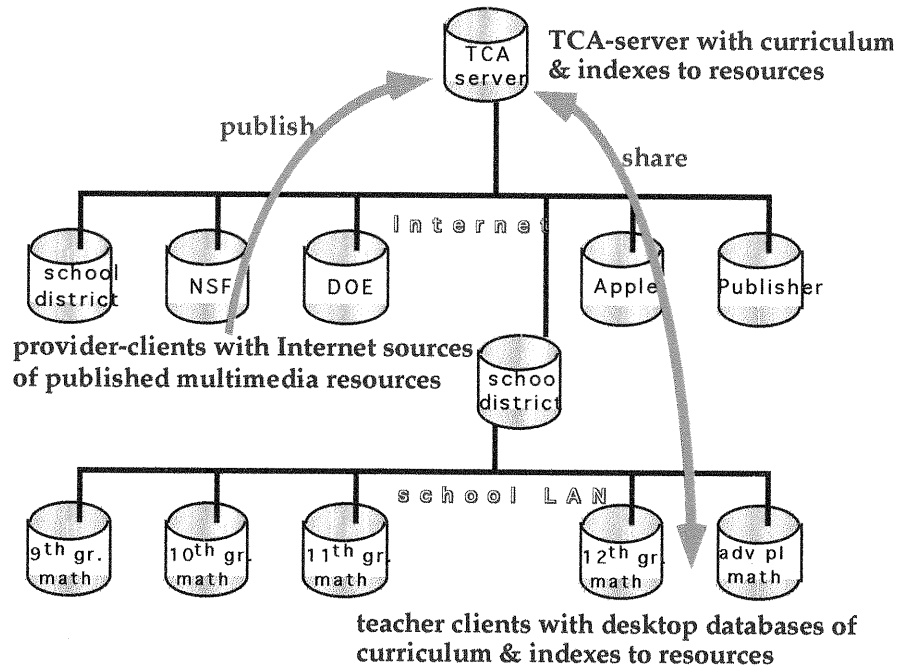 TCA
server
TCA-server with curriculum
& indexes to resources
publish
share
Internet
school
district
NSF
DOE
Apple
Publisher
provider-clients with Internet sources
of published multimedia resources
schoo
district
school LAN
9th gr.
math
10th gr.
math
11th gr.
math
12th gr.
math
adv pl
math
teacher clients with desktop databases of
curriculum & indexes to resources